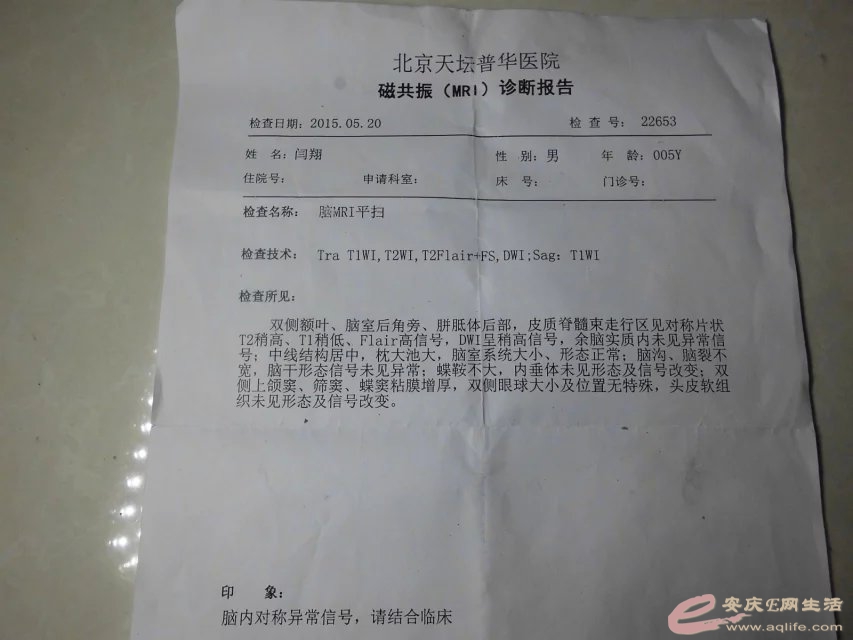 北京天坛普华医院
磁共振（MRI）诊断报告
检查日期：2015.05.20 检 查 号： 22653
姓 名：闫翔 性 别：男 年 龄：005Y
住院号： 申请科室： 床 号： 门诊号：
检查名称： 脑MRI平扫
检查技术： Tra T1WI,T2WI,T2Flair+FS,DWI;Sag：T1WI
检查所见：
双侧额叶、脑室后角旁、胼胝体后部，皮质脊髓束走行区见对称片状
T2稍高、T1稍低、Flair高信号，DWI呈稍高信号，余脑实质内未见异常信
号；中线结构居中，枕大池大，脑室系统大小、形态正常；脑沟、脑裂不
宽，脑干形态信号未见异常；蝶鞍不大，内垂体未见形态及信号改变；双
侧上颌窦、筛窦、蝶窦粘膜增厚，双侧眼球大小及位置无特殊，头皮软组
织未见形态及信号改变。
印 象：
脑内对称异常信号，请结合临床
安庆E网生活
www.aqlife.com